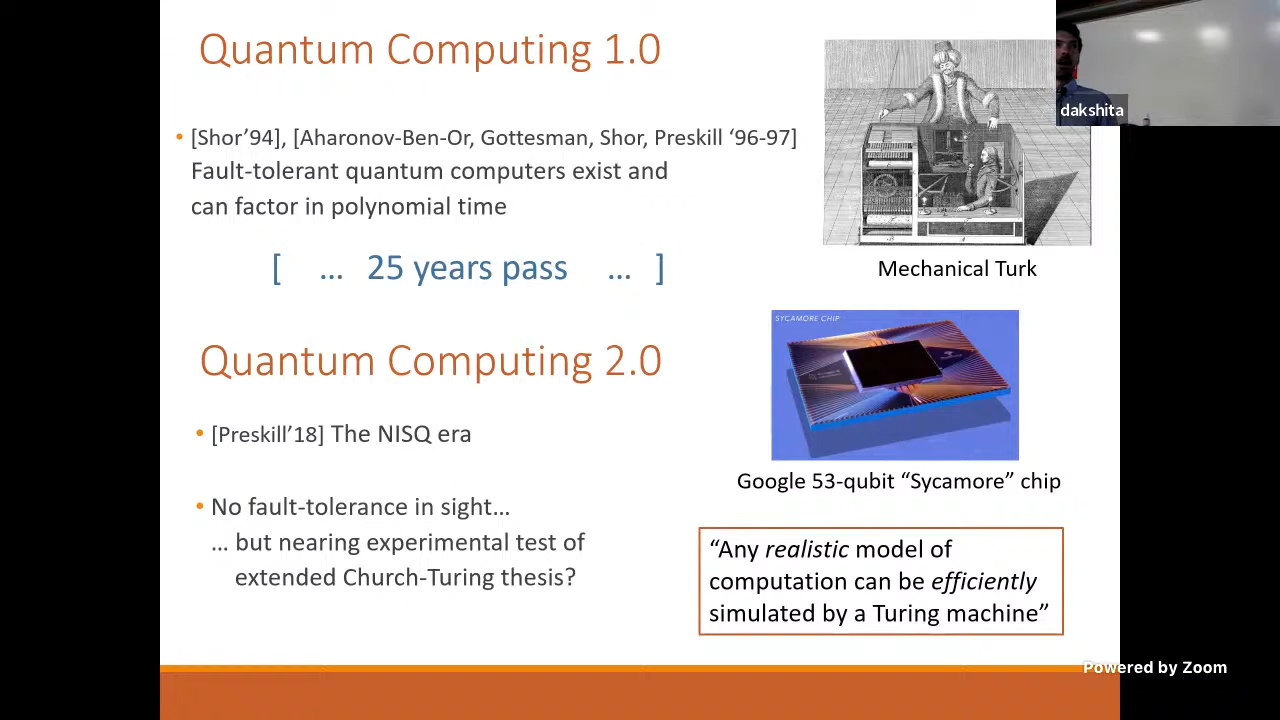 Quantum Computing 1.0
• [Shor’94], [Aharonov-Ben-Or, Gottesman, Shor, Preskill ‘96-97]
Fault-tolerant quantum computers exist and
can factor in polynomial time
[ … 25 years pass … ]
Mechanical Turk
dakshita
Quantum Computing 2.0
SYCAMORE CHIP
Google 53-qubit “Sycamore” chip
• [Preskill’18] The NISQ era
• No fault-tolerance in sight…
… but nearing experimental test of
extended Church-Turing thesis?
“Any realistic model of
computation can be efficiently
simulated by a Turing machine”
Powered by Zoom